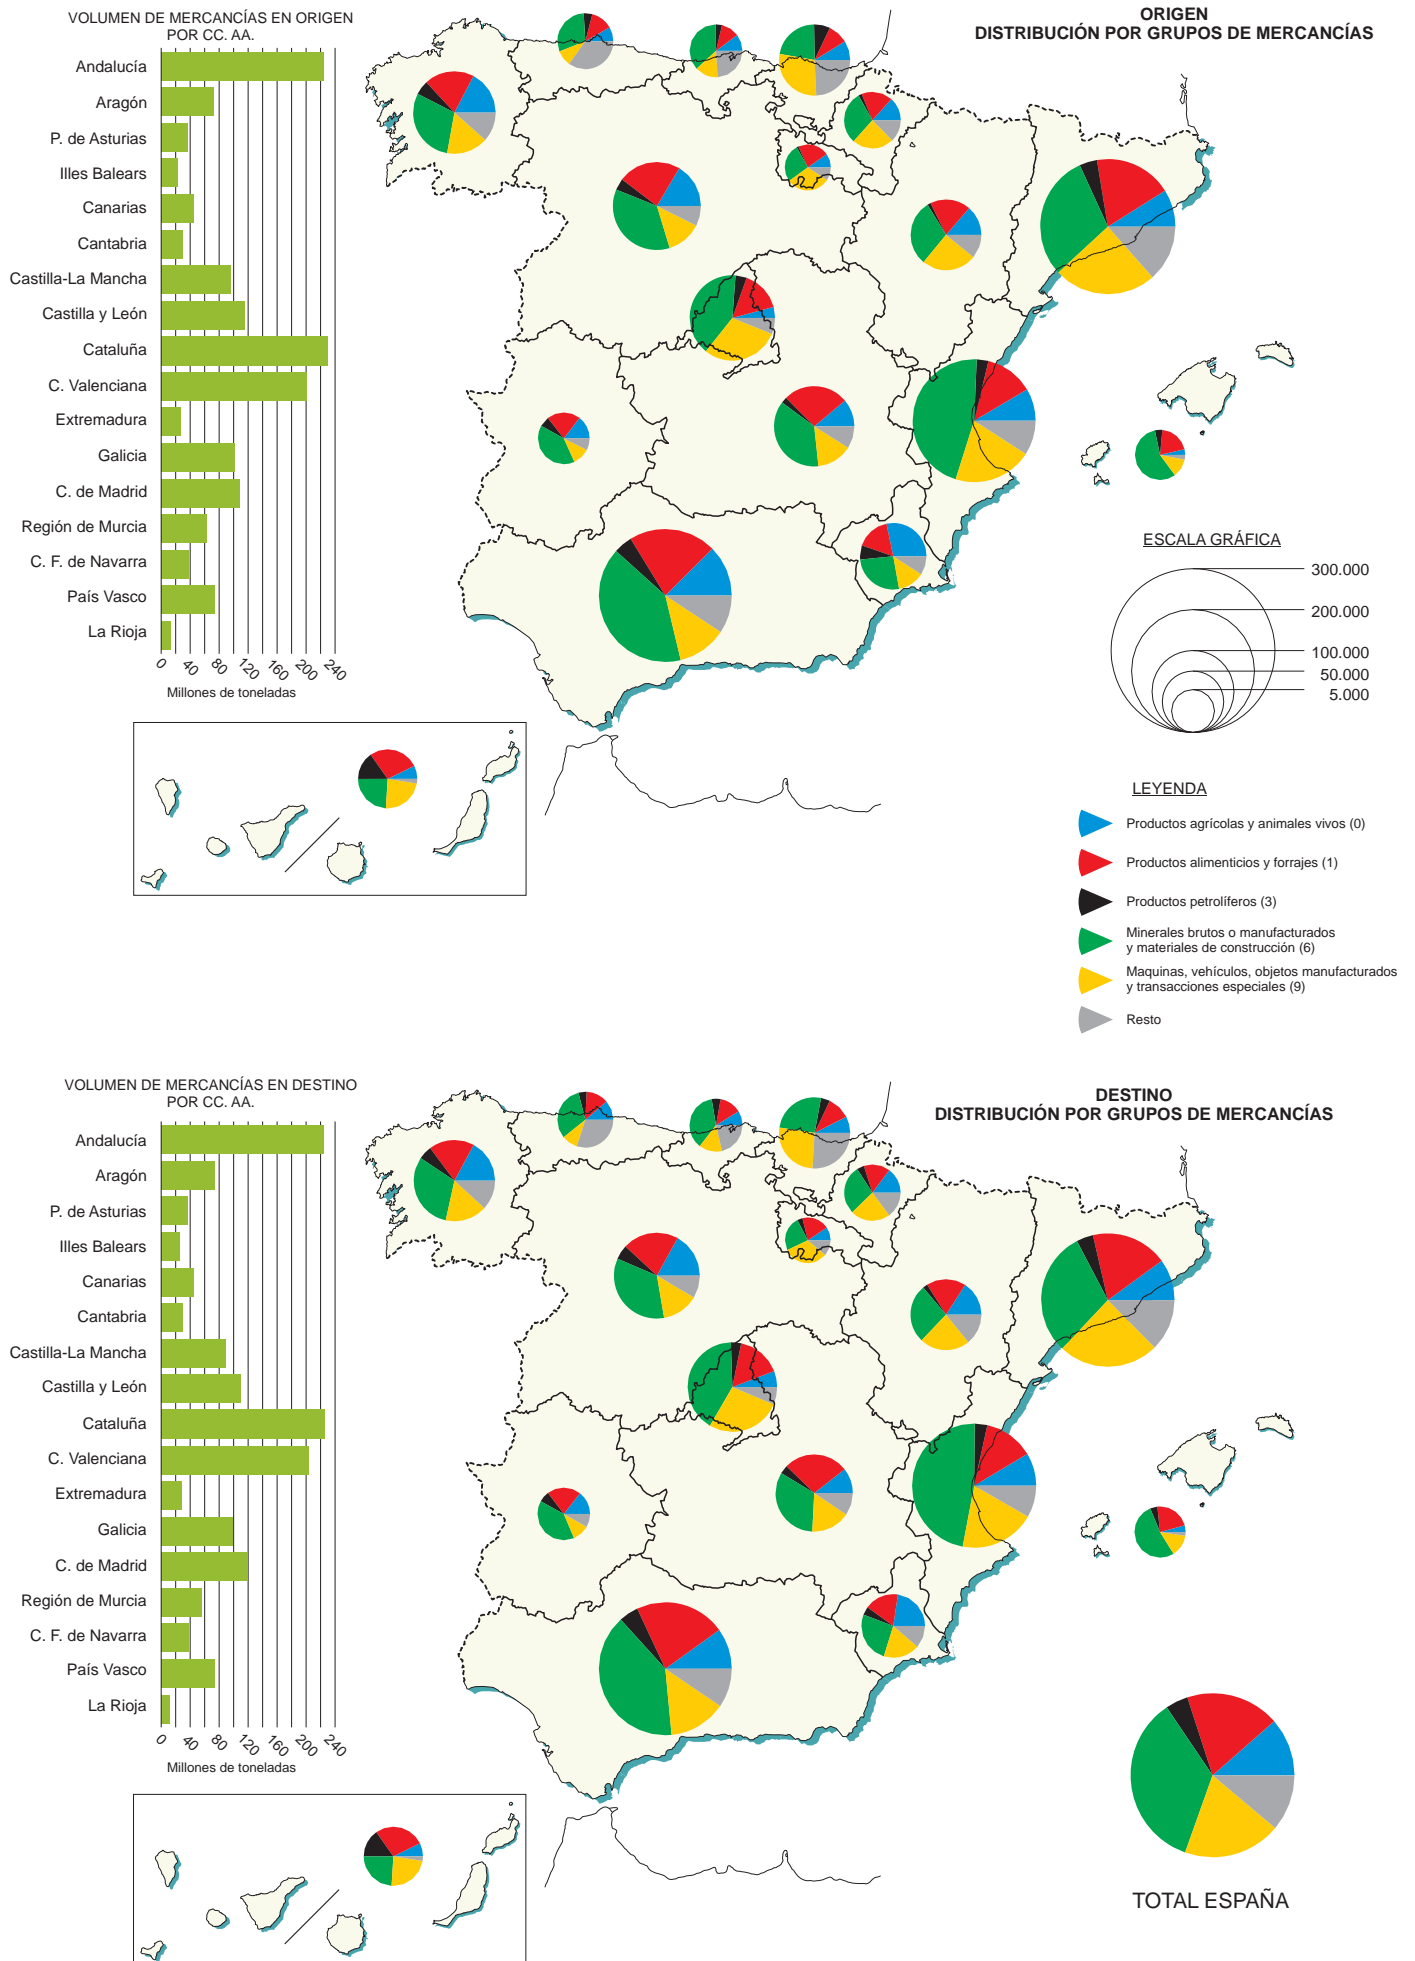 VOLUMEN DE MERCANCÍAS EN ORIGEN
POR CC. AA.
Andalucía
Aragón
P. de Asturias
Illes Balears
Canarias
Cantabria
Castilla-La Mancha
Castilla y León
Cataluña
C. Valenciana
Extremadura
Galicia
C. de Madrid
Región de Murcia
C. F. de Navarra
País Vasco
La Rioja
0 40 80 120 160 200 240
Millones de toneladas
ORIGEN
DISTRIBUCIÓN POR GRUPOS DE MERCANCÍAS
ESCALA GRÁFICA
300.000
200.000
100.000
50.000
5.000
LEYENDA
Productos agrícolas y animales vivos (0)
Productos alimenticios y forrajes (1)
Productos petrolíferos (3)
Minerales brutos o manufacturados
y materiales de construcción (6)
Maquinas, vehículos, objetos manufacturados
y transacciones especiales (9)
Resto
VOLUMEN DE MERCANCÍAS EN DESTINO
POR CC. AA.
Andalucía
Aragón
P. de Asturias
Illes Balears
Canarias
Cantabria
Castilla-La Mancha
Castilla y León
Cataluña
C. Valenciana
Extremadura
Galicia
C. de Madrid
Región de Murcia
C. F. de Navarra
País Vasco
La Rioja
0 40 80 120 160 200 240
Millones de toneladas
DESTINO
DISTRIBUCIÓN POR GRUPOS DE MERCANCÍAS
TOTAL ESPAÑA